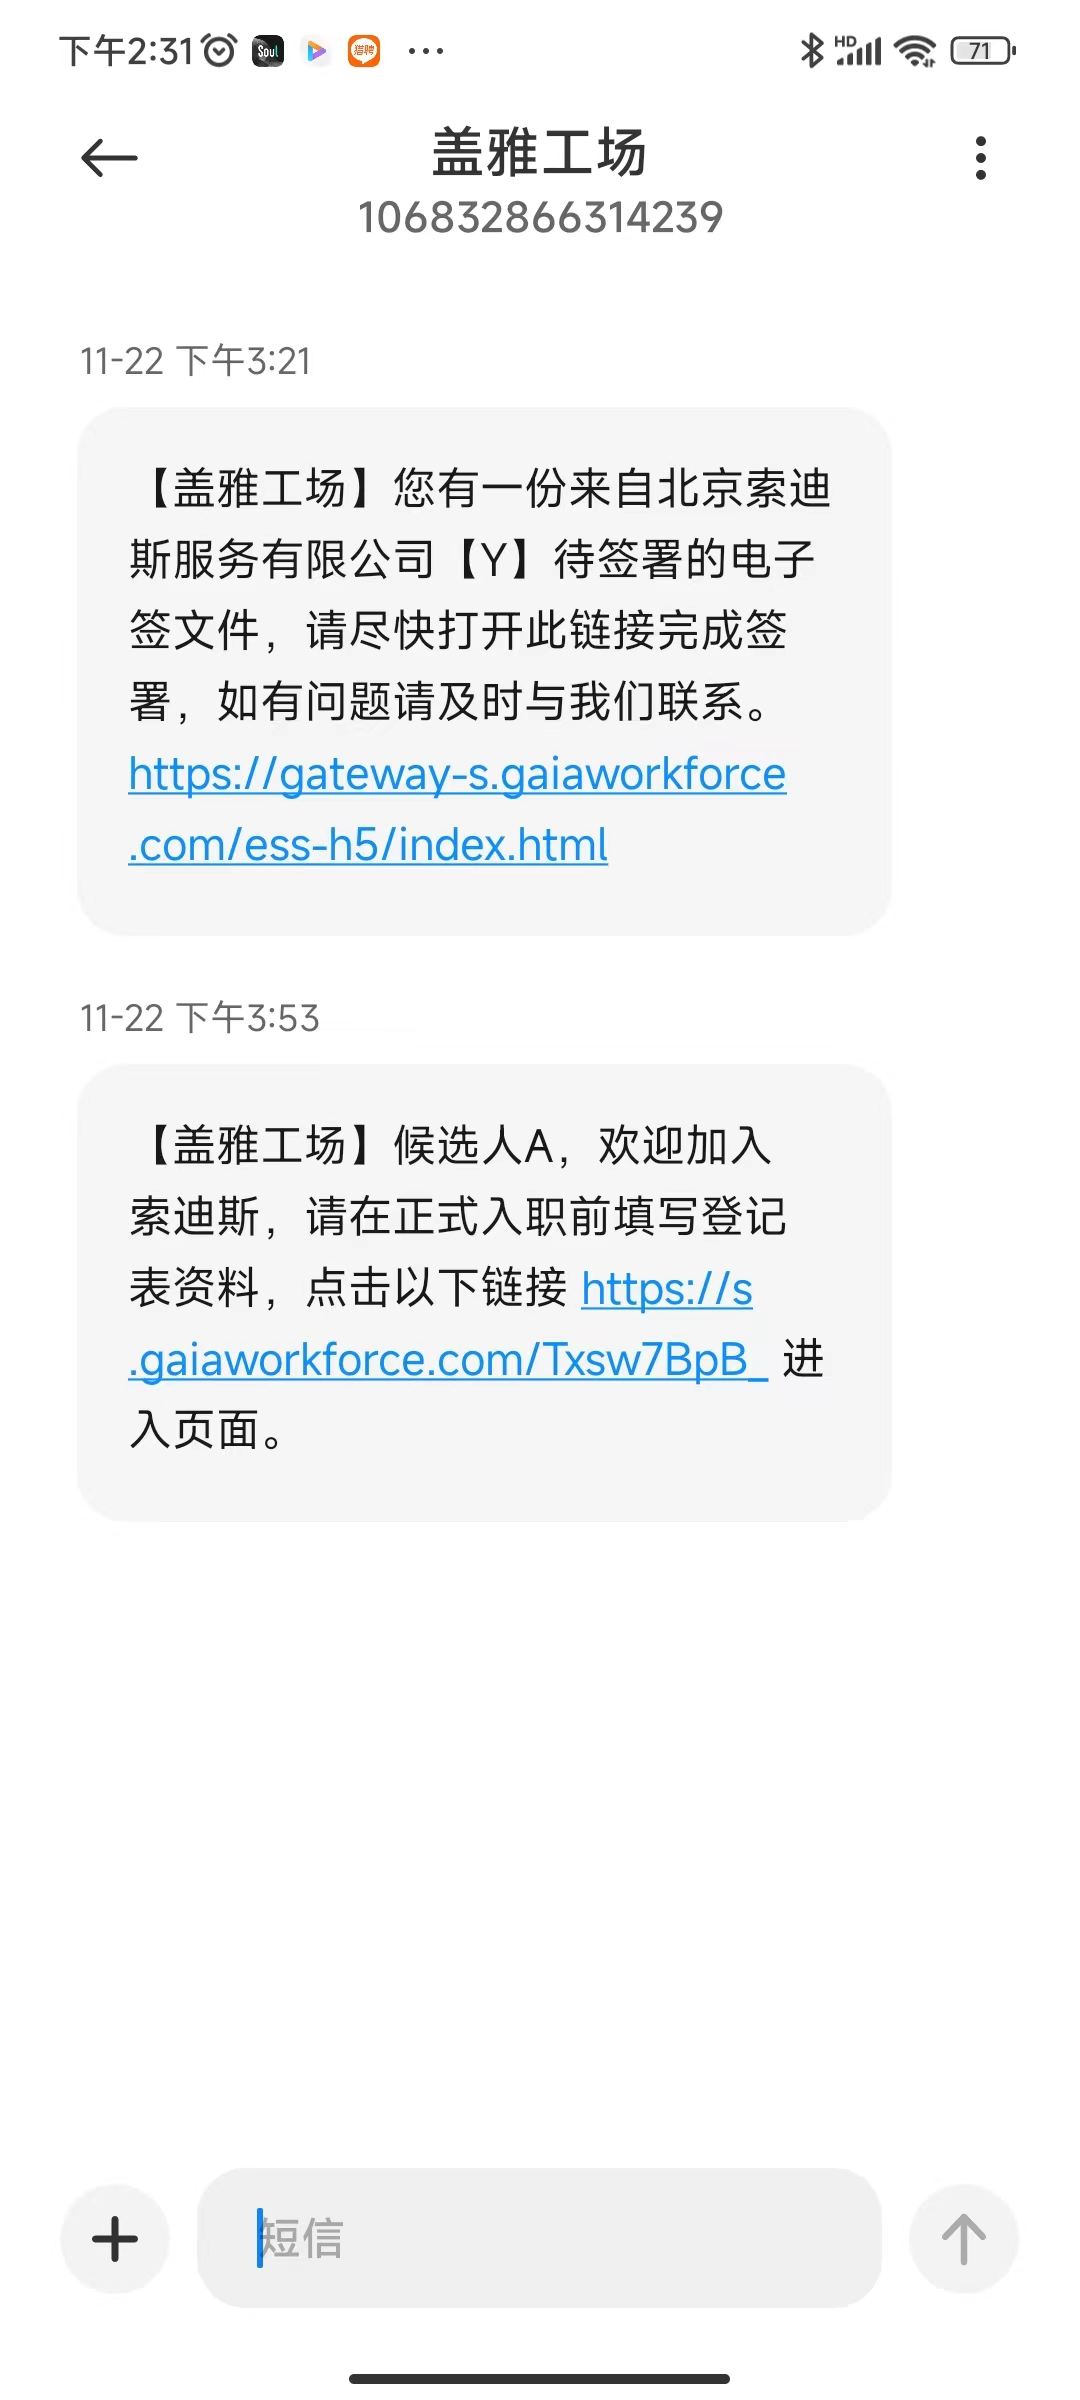 下午2:31
Soul
猎聘
HD
71
盖雅工场
106832866314239
11-22 下午3:21
【盖雅工场】您有一份来自北京索迪
斯服务有限公司【Y】待签署的电子
签文件，请尽快打开此链接完成签
署，如有问题请及时与我们联系。
https://gateway-s.gaiaworkforce
.com/ess-h5/index.html
11-22 下午3:53
【盖雅工场】候选人A，欢迎加入
索迪斯，请在正式入职前填写登记
表资料，点击以下链接 https://s
.gaiaworkforce.com/Txsw7BpB_ 进
入页面。
短信